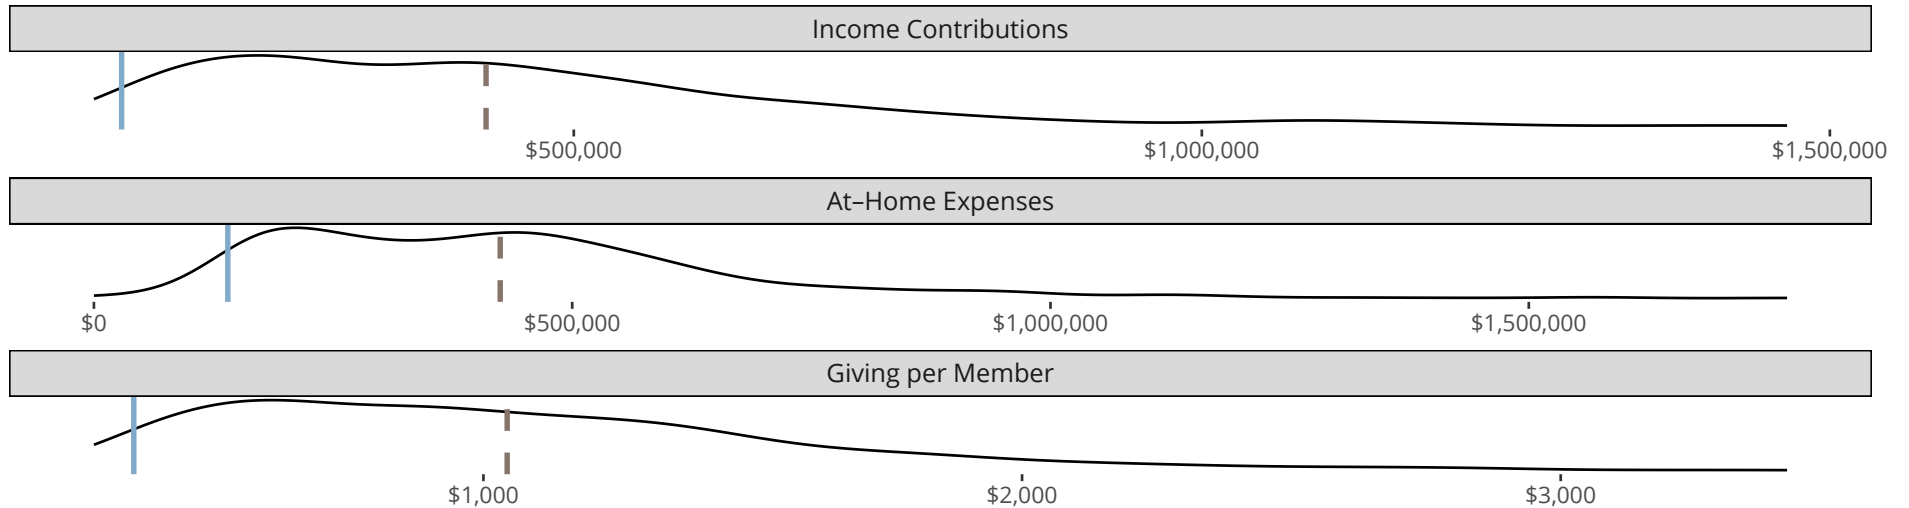 Income Contributions
$500,000 $1,000,000 $1,500,000
At–Home Expenses
$0 $500,000 $1,000,000 $1,500,000
Giving per Member
$1,000 $2,000 $3,000